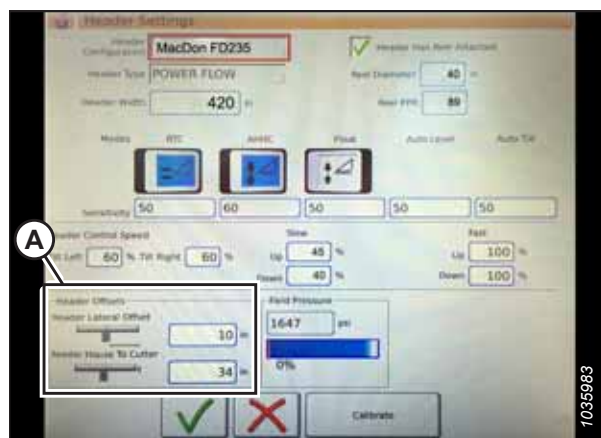 Header Settings
Header Configuration MacDon FD235
Header Has Reel Attached
Header Type POWER FLOW
Reel Diameter 40 in
Header Width 420 in
Reel PPR 89
Modes RTC AHHC Float Auto Level Auto Tilt
Sensitivity 50 60 50 50 50
A
Header Control Speed
Slow
Fast
Tilt Left 60 % Tilt Right 60 %
Up 45 %
Up 100 %
Down 40 %
Down 100 %
Header Offsets
Header Lateral Offset
10 in
Feeder House To Cutter
34 in
Field Pressure
1647 psi
0%
Calibrate
1035983